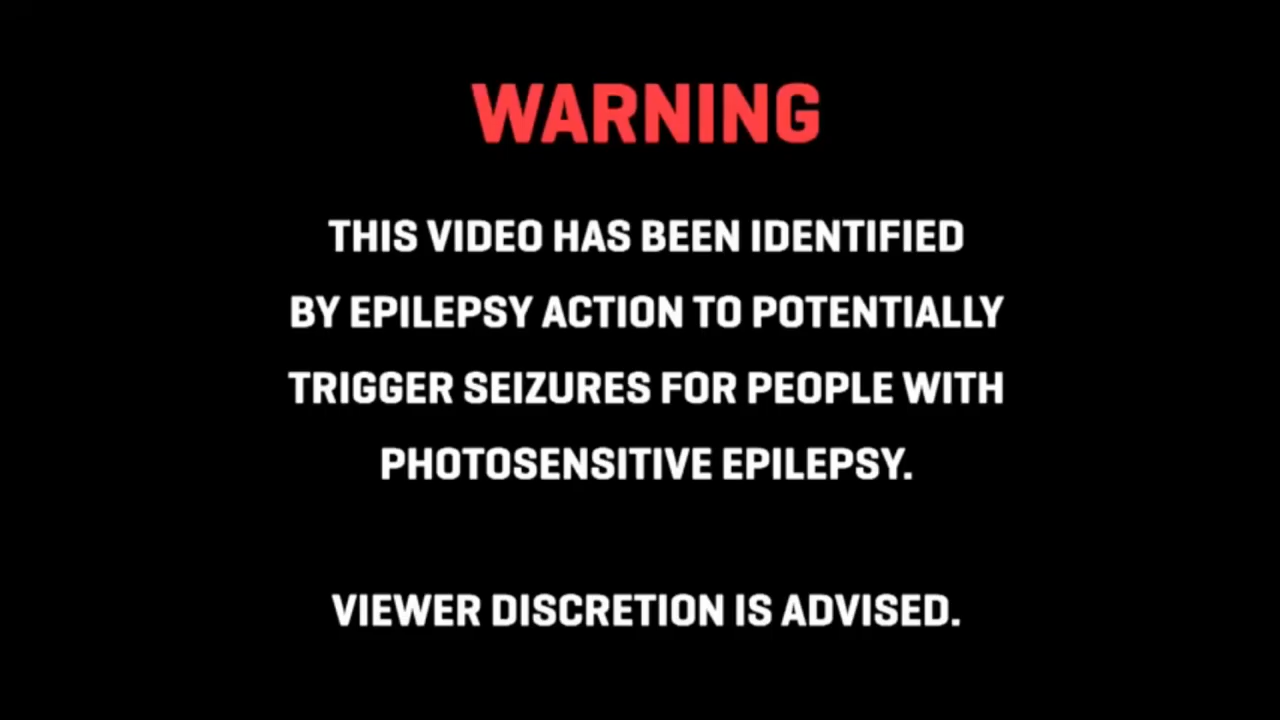 WARNING
THIS VIDEO HAS BEEN IDENTIFIED
BY EPILEPSY ACTION TO POTENTIALLY
TRIGGER SEIZURES FOR PEOPLE WITH
PHOTOSENSITIVE EPILEPSY.
VIEWER DISCRETION IS ADVISED.